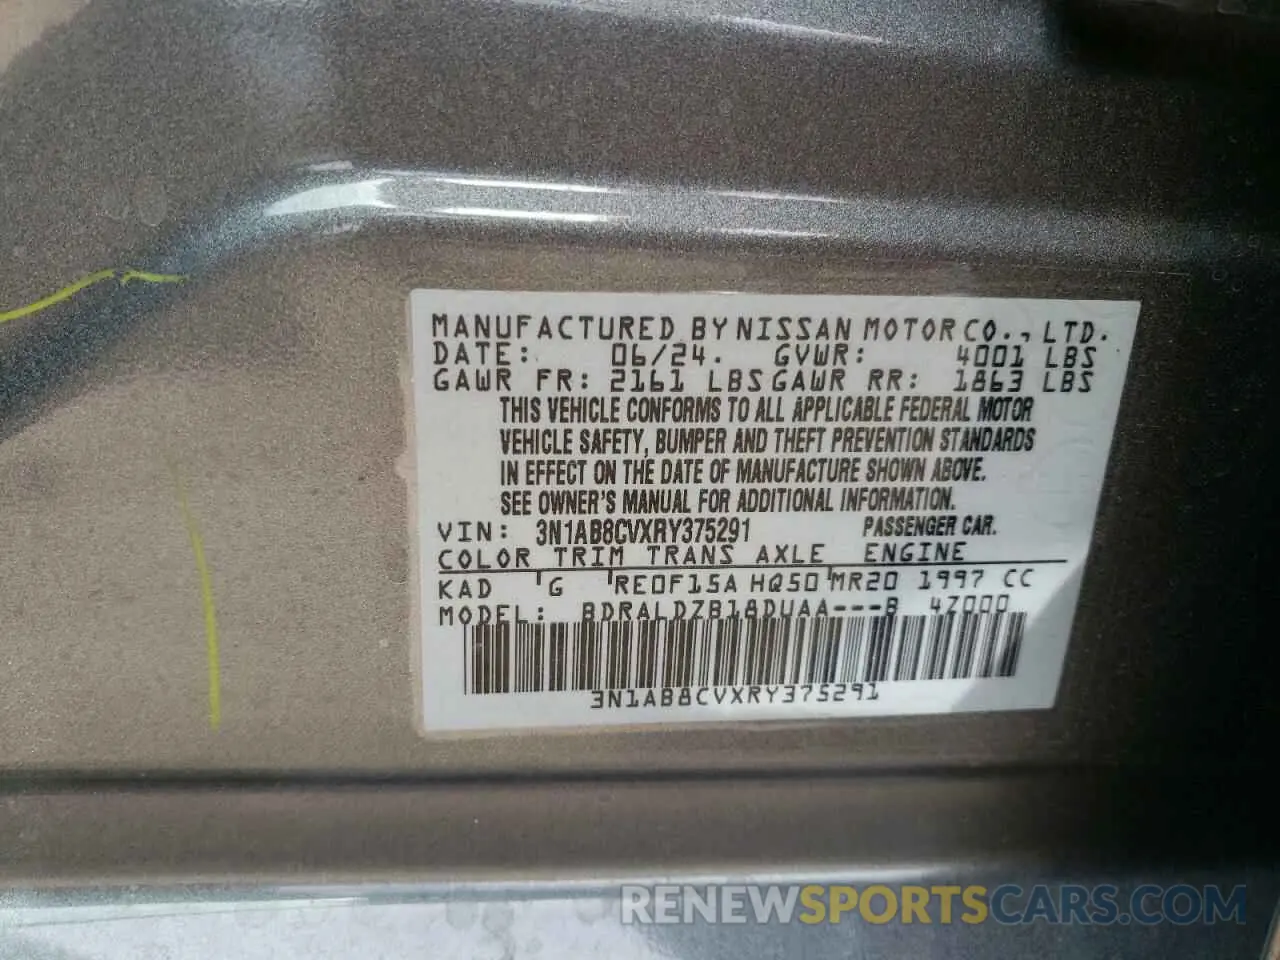 MANUFACTURED BY NISSAN MOTOR CO., LTD.
DATE: 06/24. GVWR: 4001 LBS
GAWR FR: 2161 LBS GAWR RR: 1863 LBS
THIS VEHICLE CONFORMS TO ALL APPLICABLE FEDERAL MOTOR
VEHICLE SAFETY, BUMPER AND THEFT PREVENTION STANDARDS
IN EFFECT ON THE DATE OF MANUFACTURE SHOWN ABOVE.
SEE OWNER'S MANUAL FOR ADDITIONAL INFORMATION.
VIN: 3N1AB8CVXRY375291 PASSENGER CAR.
COLOR TRIM TRANS AXLE ENGINE
KAD G RE0F15A HQ50 MR20 1997 CC
MODEL: BDRALDZB18DUAA---B 4Z000
3N1AB8CVXRY375291
RENEWSPORTSCARS.COM